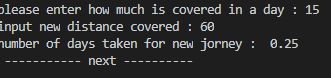 please enter how much is covered in a day : 15
input new distance covered : 60
number of days taken for new jorney :  0.25
----------- next ----------